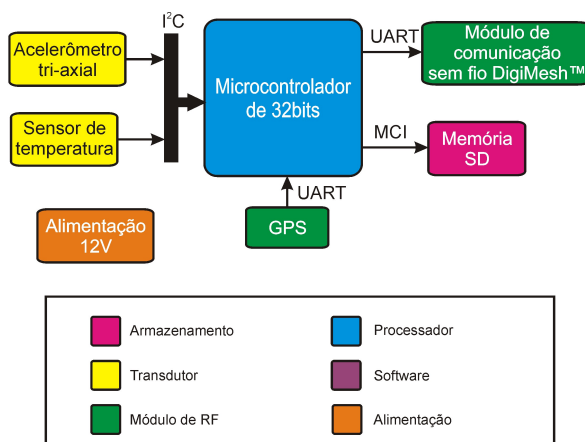 I²C
Acelerômetro
tri-axial
Sensor de
temperatura
Microcontrolador
de 32bits
UART
Módulo de
comunicação
sem fio DigiMesh™
MCI
Memória
SD
UART
GPS
Alimentação
12V
Armazenamento
Processador
Transdutor
Software
Módulo de RF
Alimentação